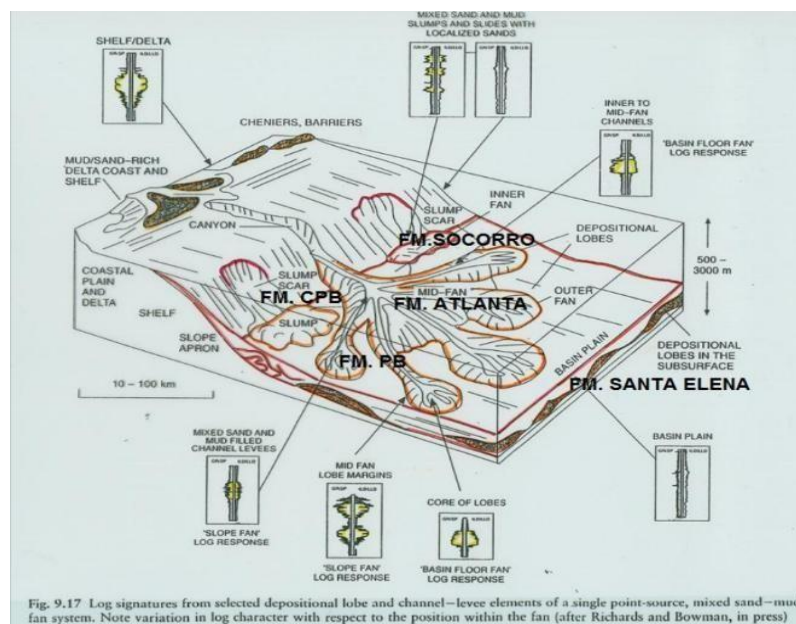 MIXED SAND AND MUD
SLUMPS AND SLIDES WITH
LOCALIZED SANDS
SHELF/DELTA
CHENIERS, BARRIERS
INNER TO
MID-FAN
CHANNELS
'BASIN FLOOR FAN'
LOG RESPONSE
MUD/SAND-RICH
DELTA COAST AND
SHELF
CANYON
SLUMP
SCAR
INNER
FAN
FM.SOCORRO
DEPOSITIONAL
LOBES
500 –
3000 m
COASTAL
PLAIN
AND
DELTA
SHELF
SLUMP
SCAR
FM. CPB
MID-FAN
FM. ATLANTA
OUTER
FAN
SLUMP
SLOPE
APRON
FM. PB
BASIN PLAIN
DEPOSITIONAL
LOBES IN THE
SUBSURFACE
FM. SANTA ELENA
10 – 100 km
MIXED SAND AND
MUD FILLED
CHANNEL LEVEES
'SLOPE FAN'
LOG RESPONSE
MID FAN
LOBE MARGINS
'SLOPE FAN'
LOG RESPONSE
CORE OF LOBES
'BASIN FLOOR FAN'
LOG RESPONSE
BASIN PLAIN
Fig. 9.17 Log signatures from selected depositional lobe and channel–levee elements of a single point-source, mixed sand–mud
fan system. Note variation in log character with respect to the position within the fan (after Richards and Bowman, in press)